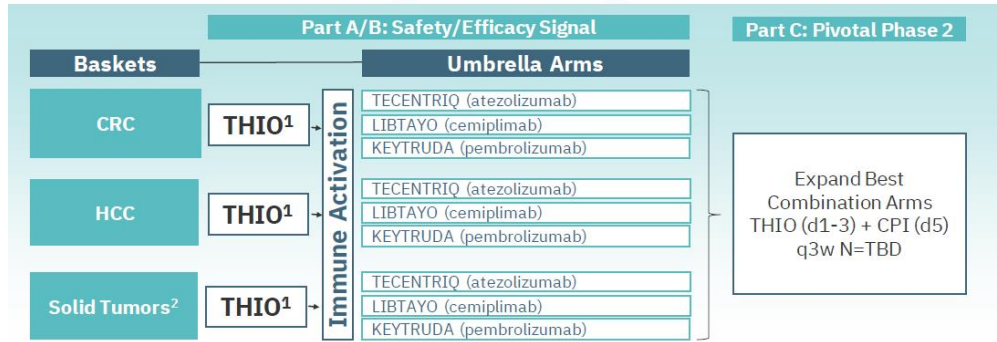 Part A/B: Safety/Efficacy Signal
Part C: Pivotal Phase 2
Baskets
Umbrella Arms
CRC
THIO¹
Immune Activation
TECENTRIQ (atezolizumab)
LIBTAYO (cemiplimab)
KEYTRUDA (pembrolizumab)
HCC
THIO¹
TECENTRIQ (atezolizumab)
LIBTAYO (cemiplimab)
KEYTRUDA (pembrolizumab)
Solid Tumors²
THIO¹
TECENTRIQ (atezolizumab)
LIBTAYO (cemiplimab)
KEYTRUDA (pembrolizumab)
Expand Best
Combination Arms
THIO (d1-3) + CPI (d5)
q3w N=TBD